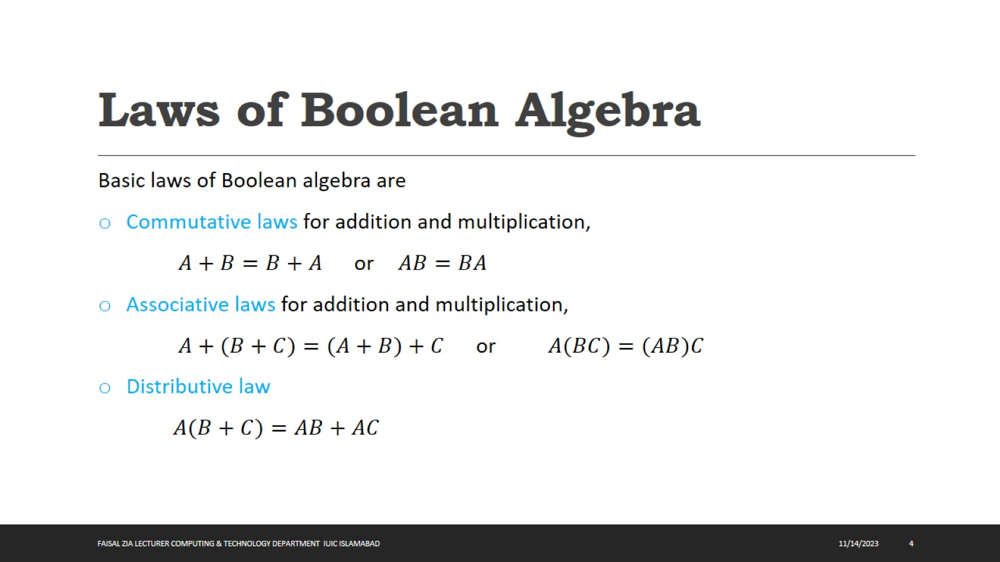 Laws of Boolean Algebra
Basic laws of Boolean algebra are
o Commutative laws for addition and multiplication,
A + B = B + A or AB = BA
o Associative laws for addition and multiplication,
A + (B + C) = (A + B) + C or A(BC) = (AB)C
o Distributive law
A(B + C) = AB + AC
FAISAL ZIA LECTURER COMPUTING & TECHNOLOGY DEPARTMENT IUIC ISLAMABAD 11/14/2023 4